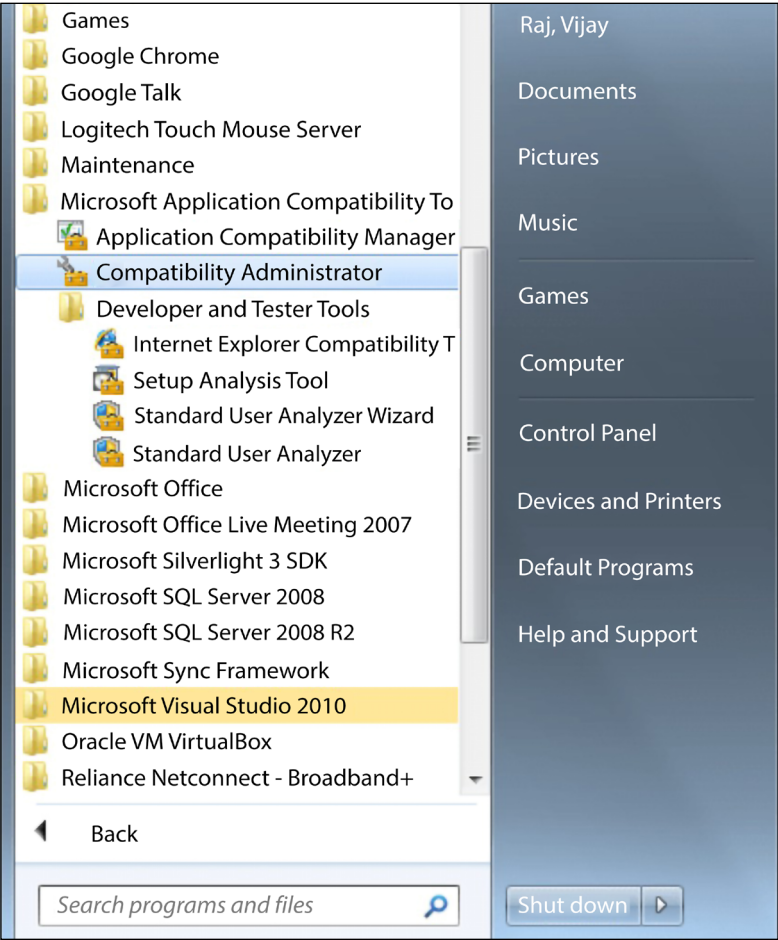 Games
Google Chrome
Google Talk
Logitech Touch Mouse Server
Maintenance
Microsoft Application Compatibility To
Application Compatibility Manager
Compatibility Administrator
Developer and Tester Tools
Internet Explorer Compatibility T
Setup Analysis Tool
Standard User Analyzer Wizard
Standard User Analyzer
Microsoft Office
Microsoft Office Live Meeting 2007
Microsoft Silverlight 3 SDK
Microsoft SQL Server 2008
Microsoft SQL Server 2008 R2
Microsoft Sync Framework
Microsoft Visual Studio 2010
Oracle VM VirtualBox
Reliance Netconnect - Broadband+
Back
Search programs and files
Raj, Vijay
Documents
Pictures
Music
Games
Computer
Control Panel
Devices and Printers
Default Programs
Help and Support
Shut down